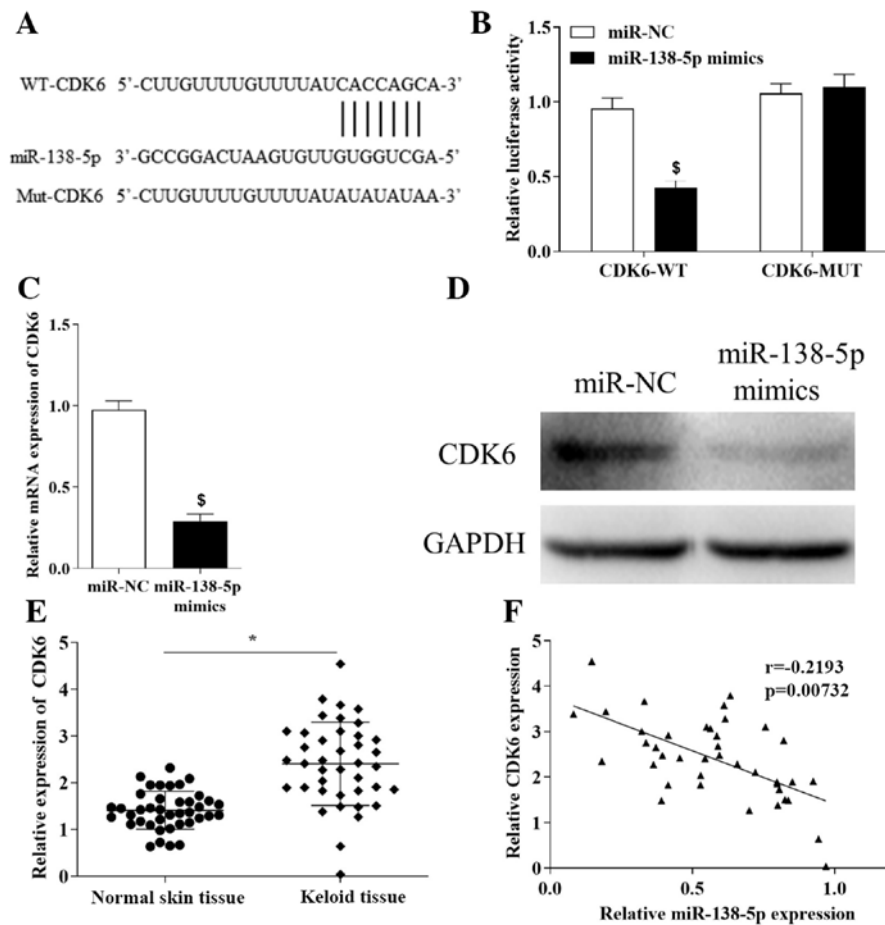 A
WT-CDK6 5'-CUUGUUUUGUUUUAUCACCAGCA-3'
miR-138-5p 3'-GCCGGACUAAGUGUUGUGGUCGA-5'
Mut-CDK6 5'-CUUGUUUUGUUUUAUAUAUAUAA-3'
B
miR-NC
miR-138-5p mimics
Relative luciferase activity
1.5
1.0
0.5
0.0
$
CDK6-WT CDK6-MUT
C
Relative mRNA expression of CDK6
1.5
1.0
0.5
0.0
$
miR-NC miR-138-5p
mimics
D
miR-NC miR-138-5p
mimics
CDK6
GAPDH
E
Relative expression of CDK6
5
4
3
2
1
0
*
Normal skin tissue Keloid tissue
F
Relative CDK6 expression
5
4
3
2
1
0
r=-0.2193
p=0.00732
0.0 0.5 1.0
Relative miR-138-5p expression